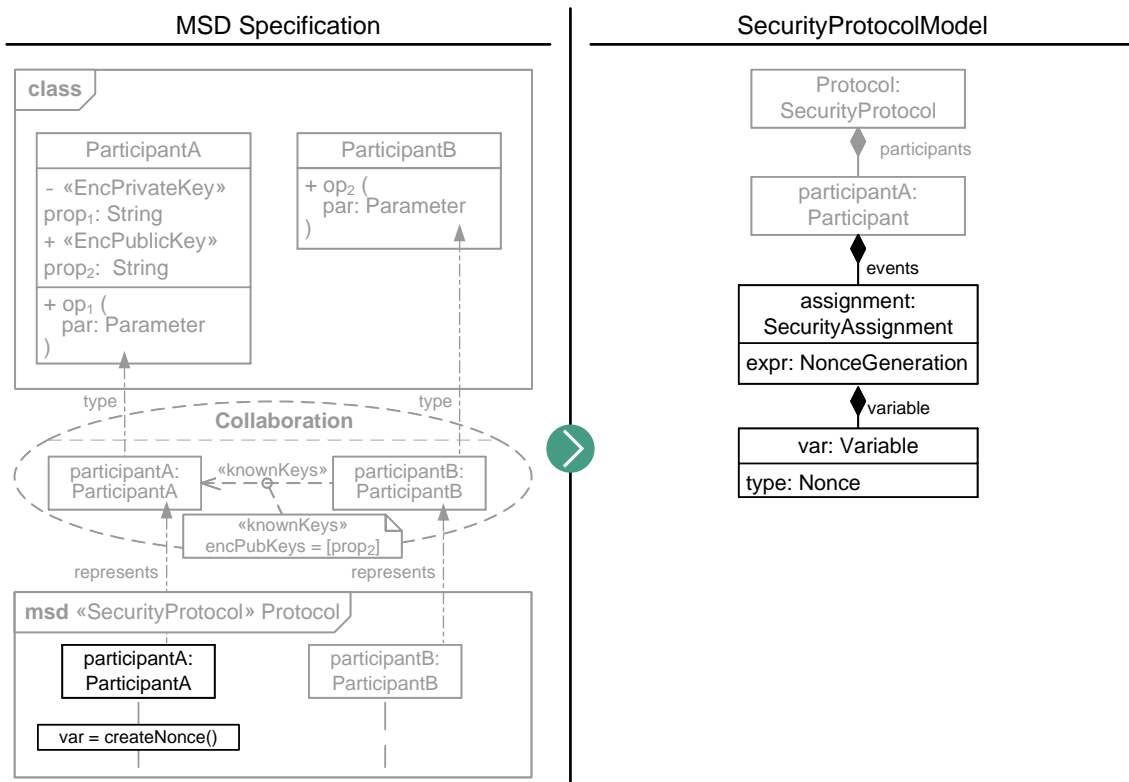 MSD Specification
class
ParticipantA
- «EncPrivateKey»
prop₁: String
+ «EncPublicKey»
prop₂: String
+ op₁ (
par: Parameter
)
ParticipantB
+ op₂ (
par: Parameter
)
type
type
Collaboration
participantA:
ParticipantA
«knownKeys»
participantB:
ParticipantB
«knownKeys»
encPubKeys = [prop₂]
represents
represents
msd «SecurityProtocol» Protocol
participantA:
ParticipantA
participantB:
ParticipantB
var = createNonce()
SecurityProtocolModel
Protocol:
SecurityProtocol
participants
participantA:
Participant
events
assignment:
SecurityAssignment
expr: NonceGeneration
variable
var: Variable
type: Nonce